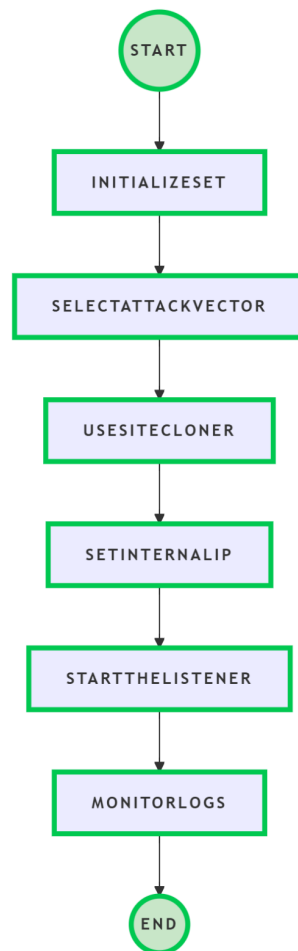 START
INITIALIZESET
SELECTATTACKVECTOR
USESITECLONER
SETINTERNALIP
STARTTHELISTENER
MONITORLOGS
END